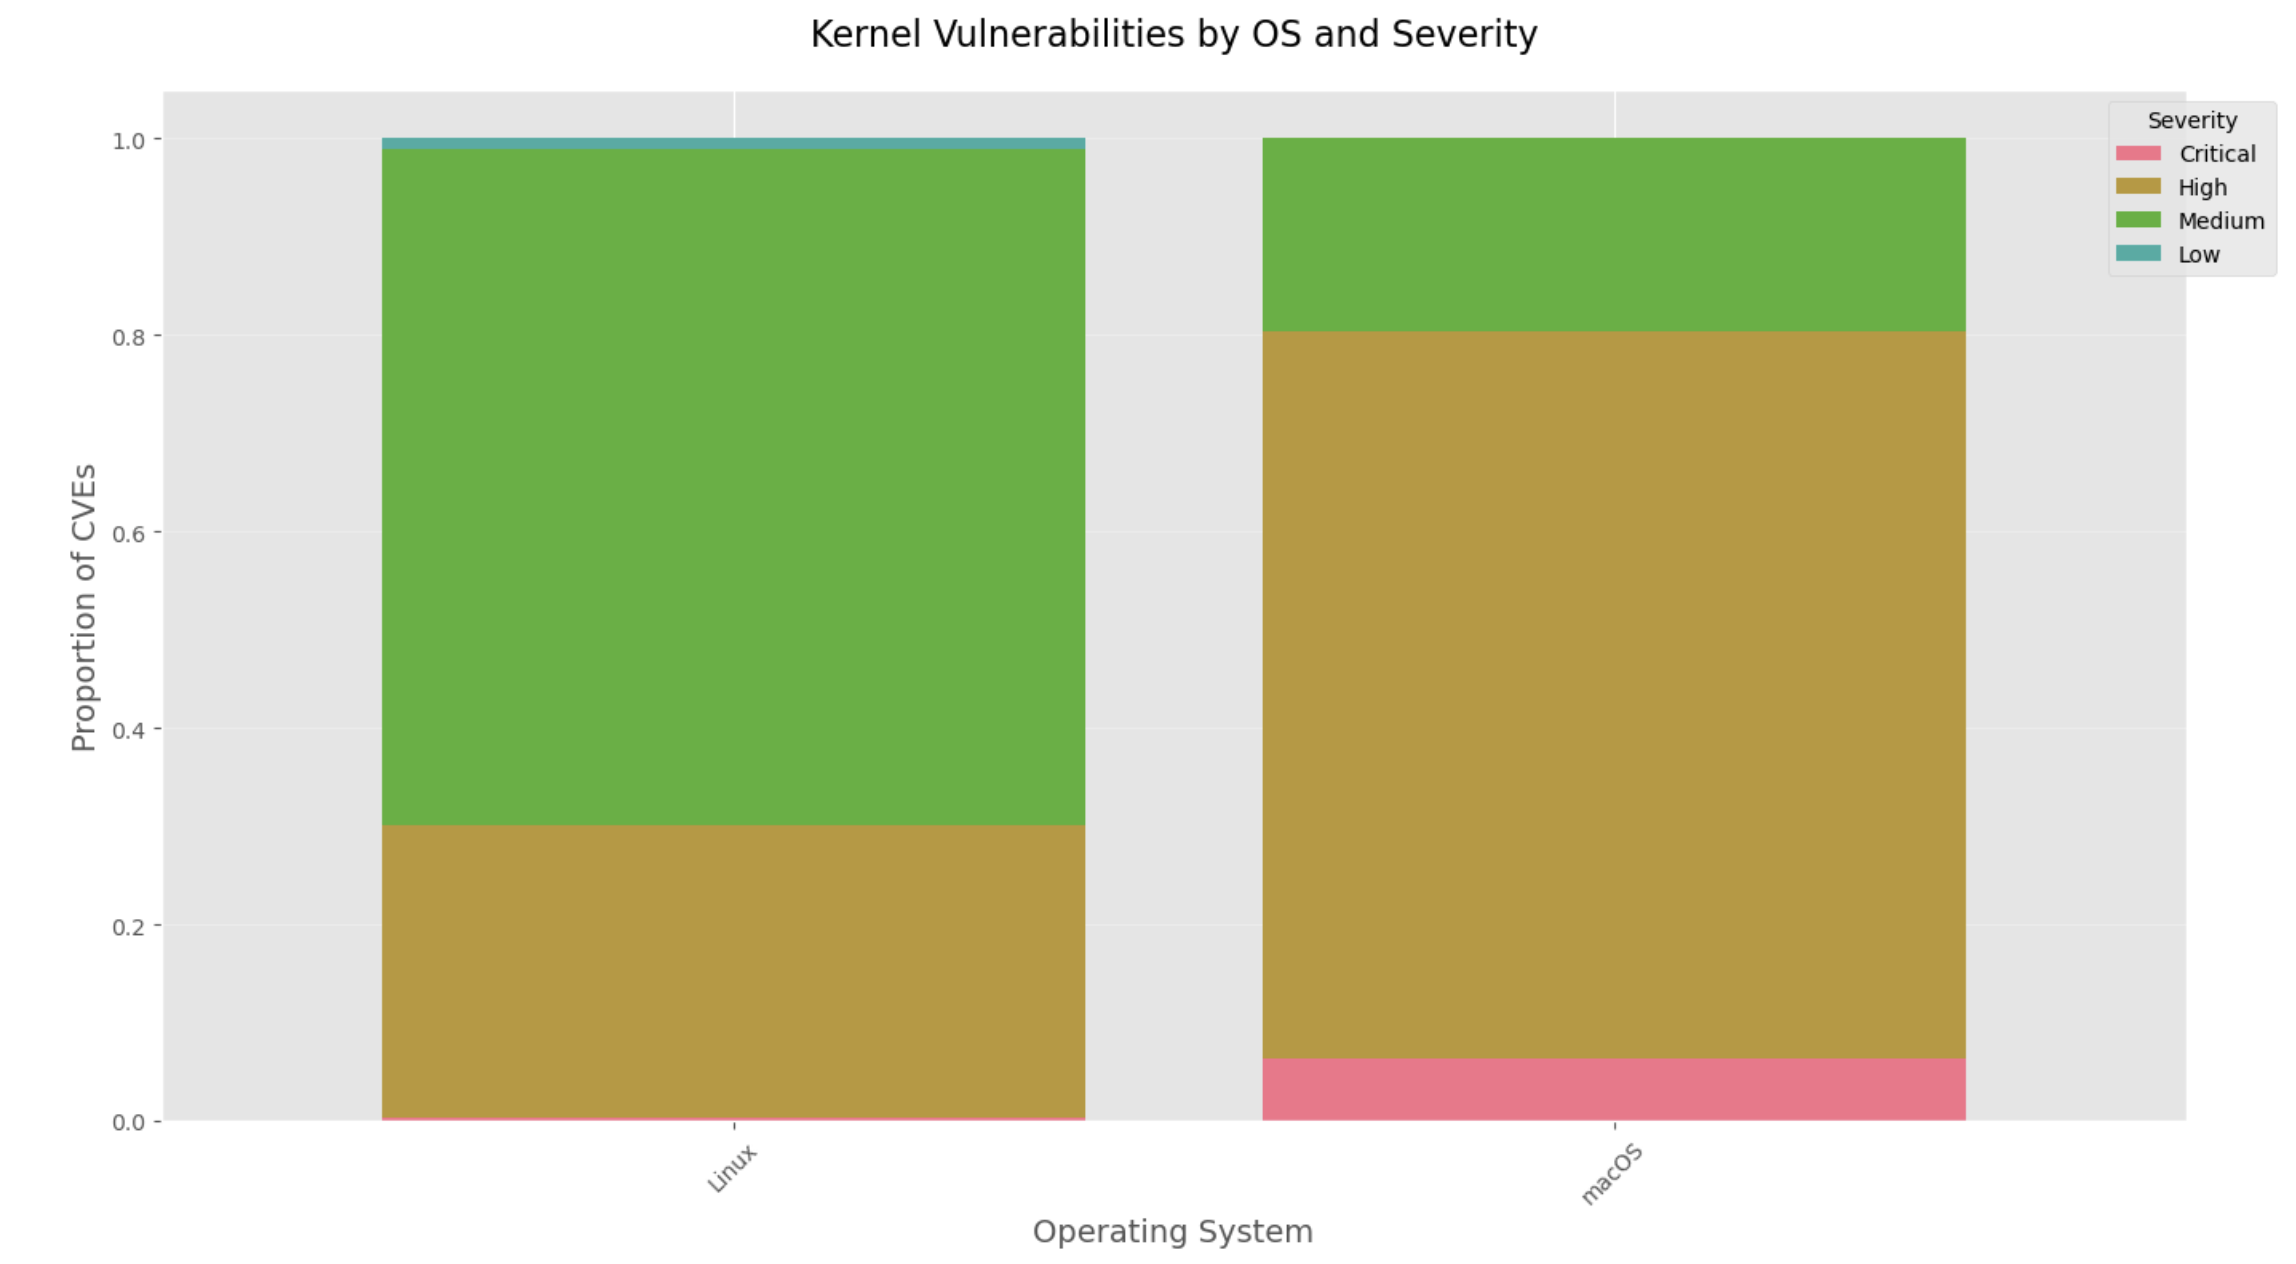 Kernel Vulnerabilities by OS and Severity
Severity
Critical
High
Medium
Low
Proportion of CVEs
1.0
0.8
0.6
0.4
0.2
0.0
Linux
macOS
Operating System